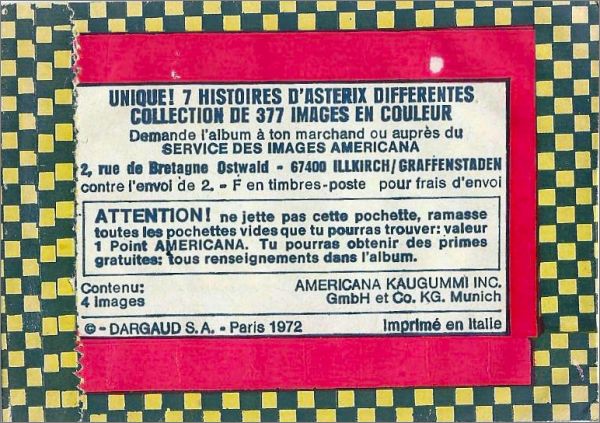 UNIQUE! 7 HISTOIRES D'ASTERIX DIFFERENTES
COLLECTION DE 377 IMAGES EN COULEUR
Demande l'album à ton marchand ou auprès du
SERVICE DES IMAGES AMERICANA
2, rue de Bretagne Ostwald - 67400 ILLKIRCH/GRAFFENSTADEN
contre l'envoi de 2. - F en timbres-poste pour frais d'envoi
ATTENTION! ne jette pas cette pochette, ramasse
toutes les pochettes vides que tu pourras trouver: valeur
1 Point AMERICANA. Tu pourras obtenir des primes
gratuites: tous renseignements dans l'album.
Contenu:
4 images
AMERICANA KAUGUMMI INC.
GmbH et Co. KG. Munich
© - DARGAUD S.A. - Paris 1972
Imprimé en Italie